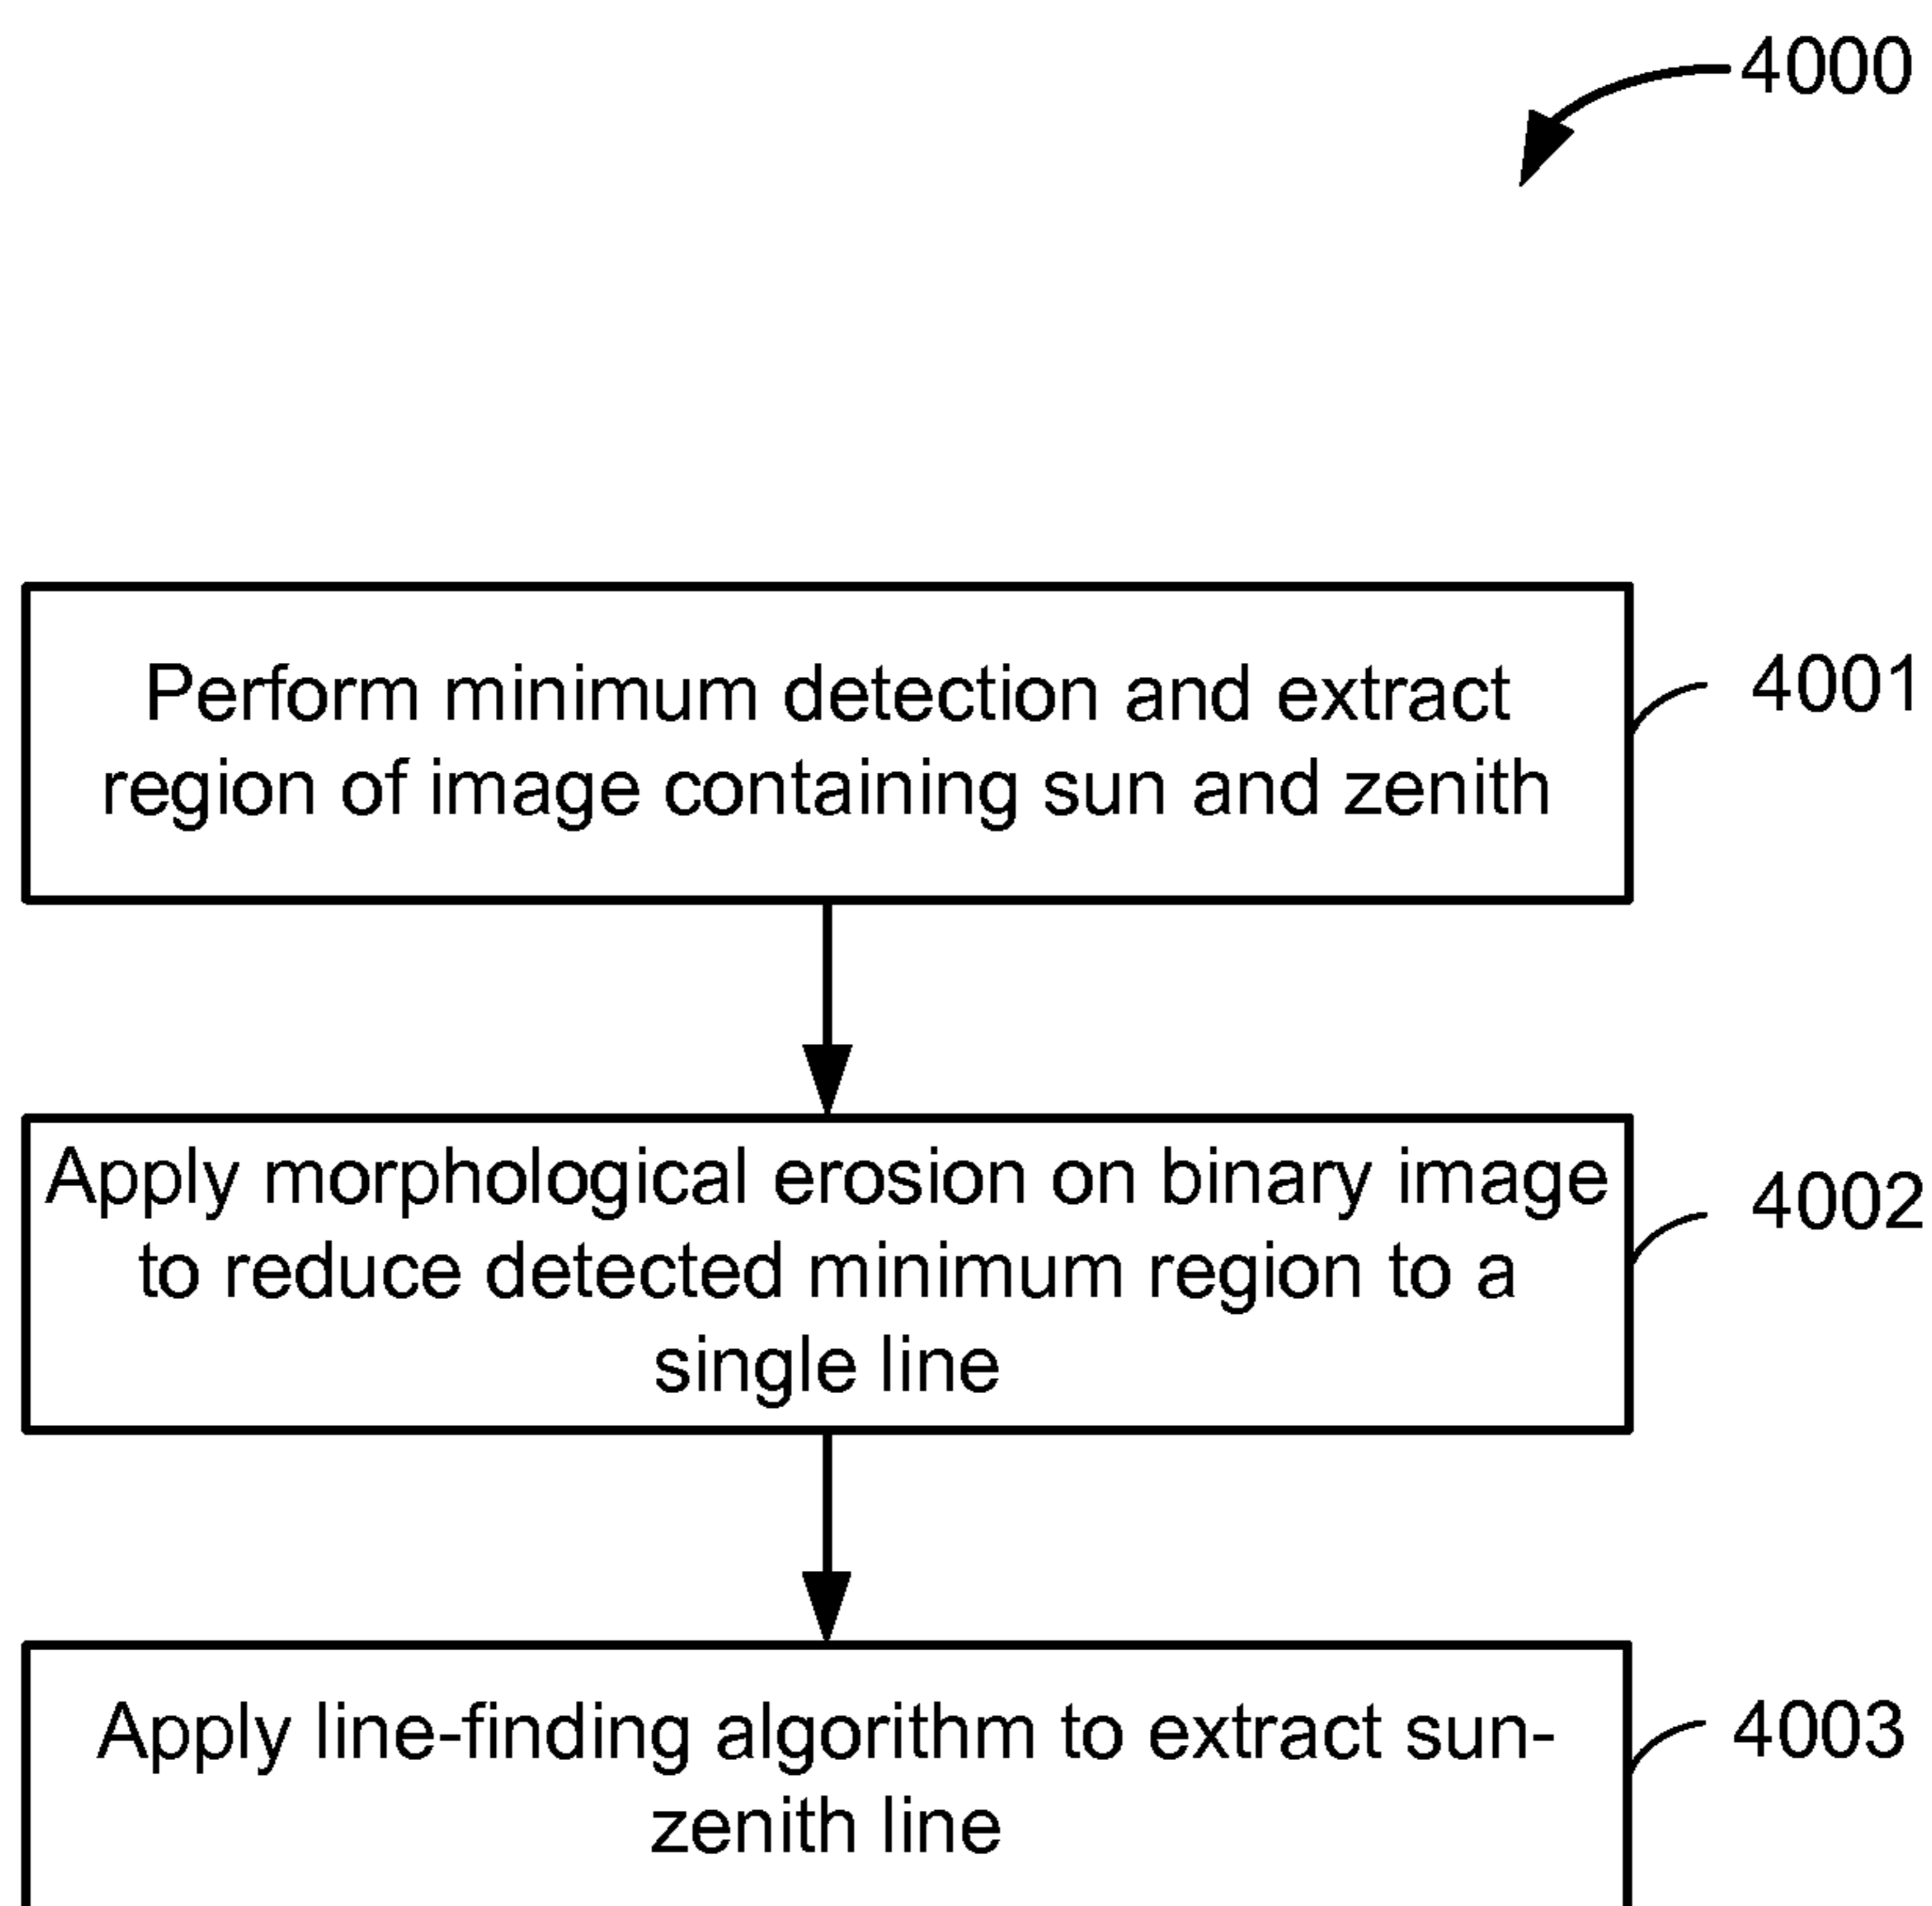 4000
Perform minimum detection and extract
region of image containing sun and zenith
4001
Apply morphological erosion on binary image
to reduce detected minimum region to a
single line
4002
Apply line-finding algorithm to extract sun-
zenith line
4003